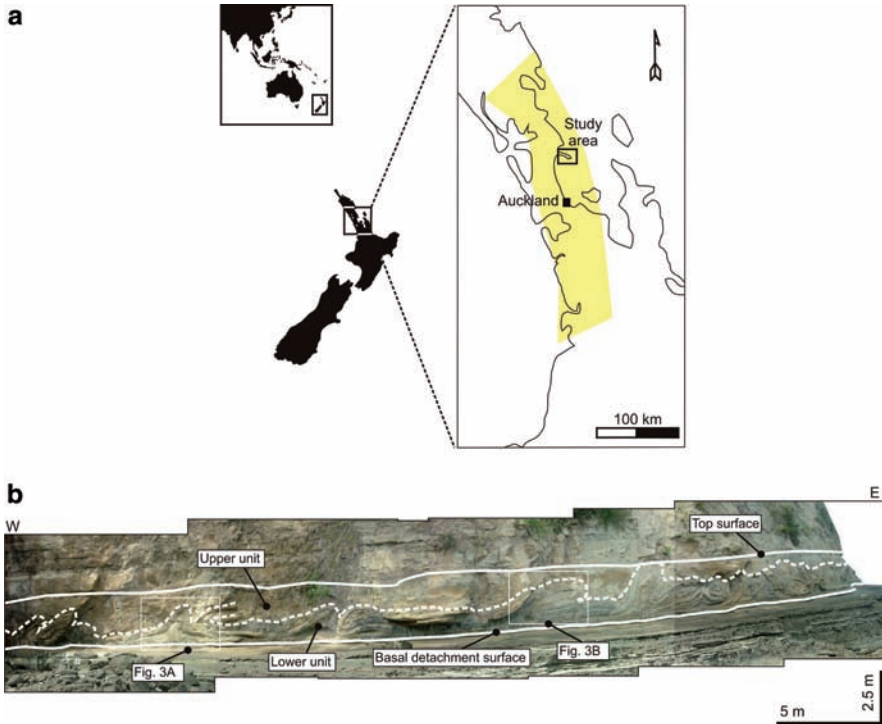 a
Study
area
Auckland
100 km
b
W
E
Top surface
Upper unit
Fig. 3A
Lower unit
Basal detachment surface
Fig. 3B
5 m
2.5 m